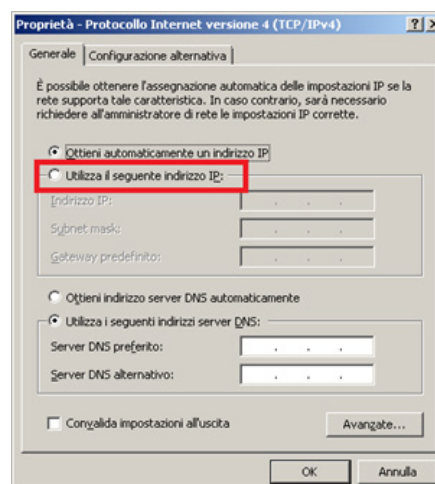 Proprietà - Protocollo Internet versione 4 (TCP/IPv4)
Generale Configurazione alternativa
È possibile ottenere l'assegnazione automatica delle impostazioni IP se la
rete supporta tale caratteristica. In caso contrario, sarà necessario
richiedere all'amministratore di rete le impostazioni IP corrette.
Ottieni automaticamente un indirizzo IP
Utilizza il seguente indirizzo IP:
Indirizzo IP:
Subnet mask:
Gateway predefinito:
Ottieni indirizzo server DNS automaticamente
Utilizza i seguenti indirizzi server DNS:
Server DNS preferito:
Server DNS alternativo:
Convalida impostazioni all'uscita
Avanzate...
OK Annulla